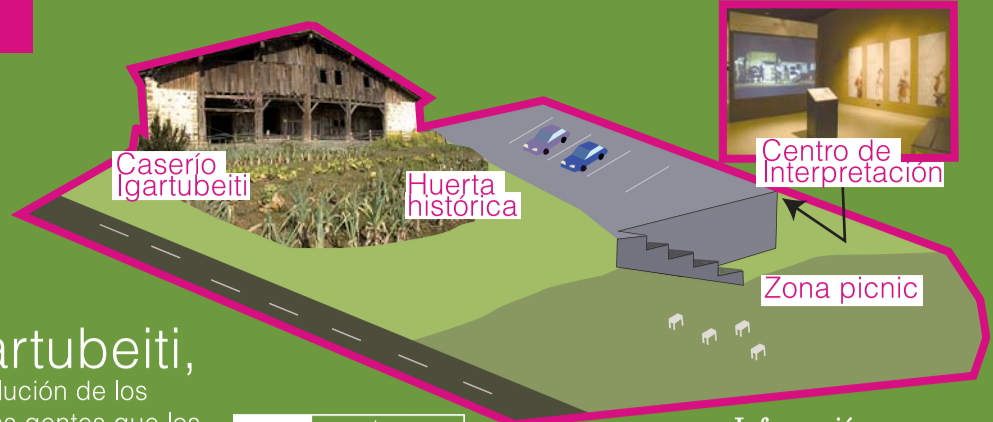 Caserío
Igartubeiti
Huerta
histórica
Centro de
Interpretación
Zona picnic
artubeiti,
lución de los